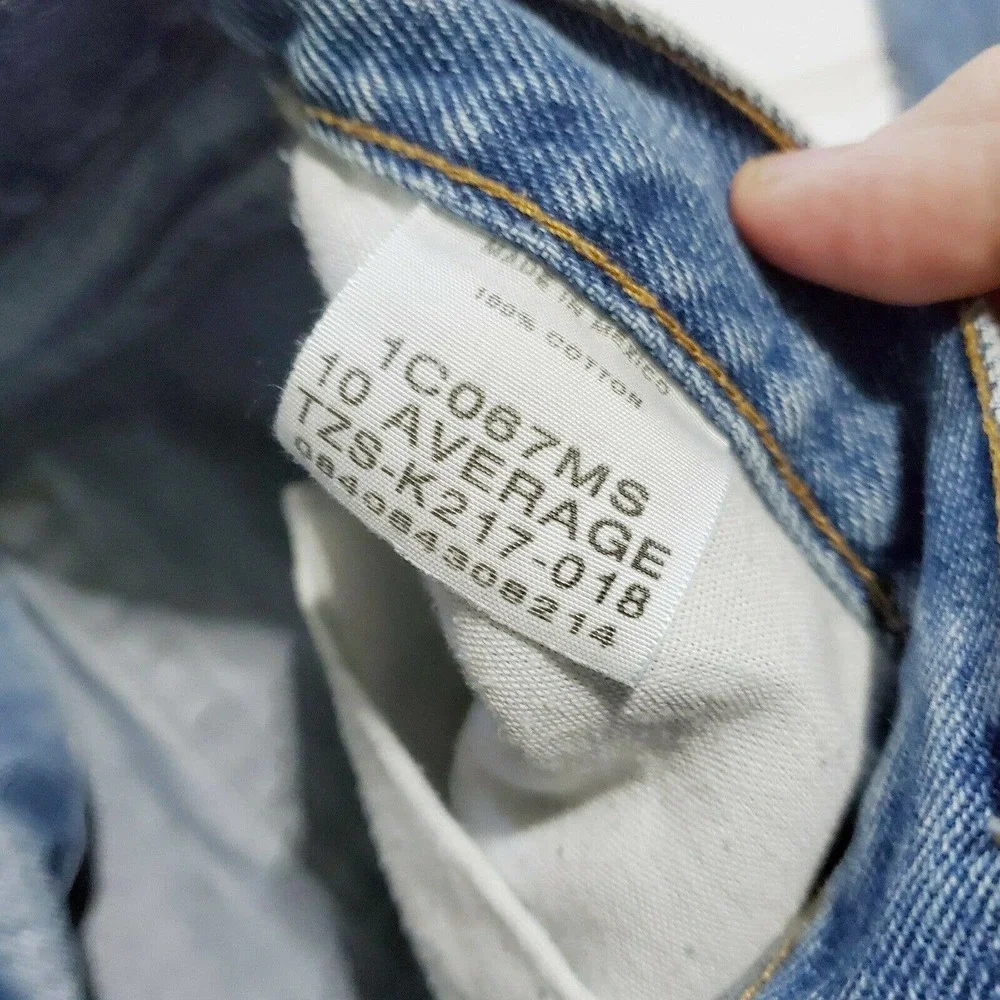 MADE IN MEXICO
100% COTTON
1C067MS
10 AVERAGE
TZS-K217-018
084084308214